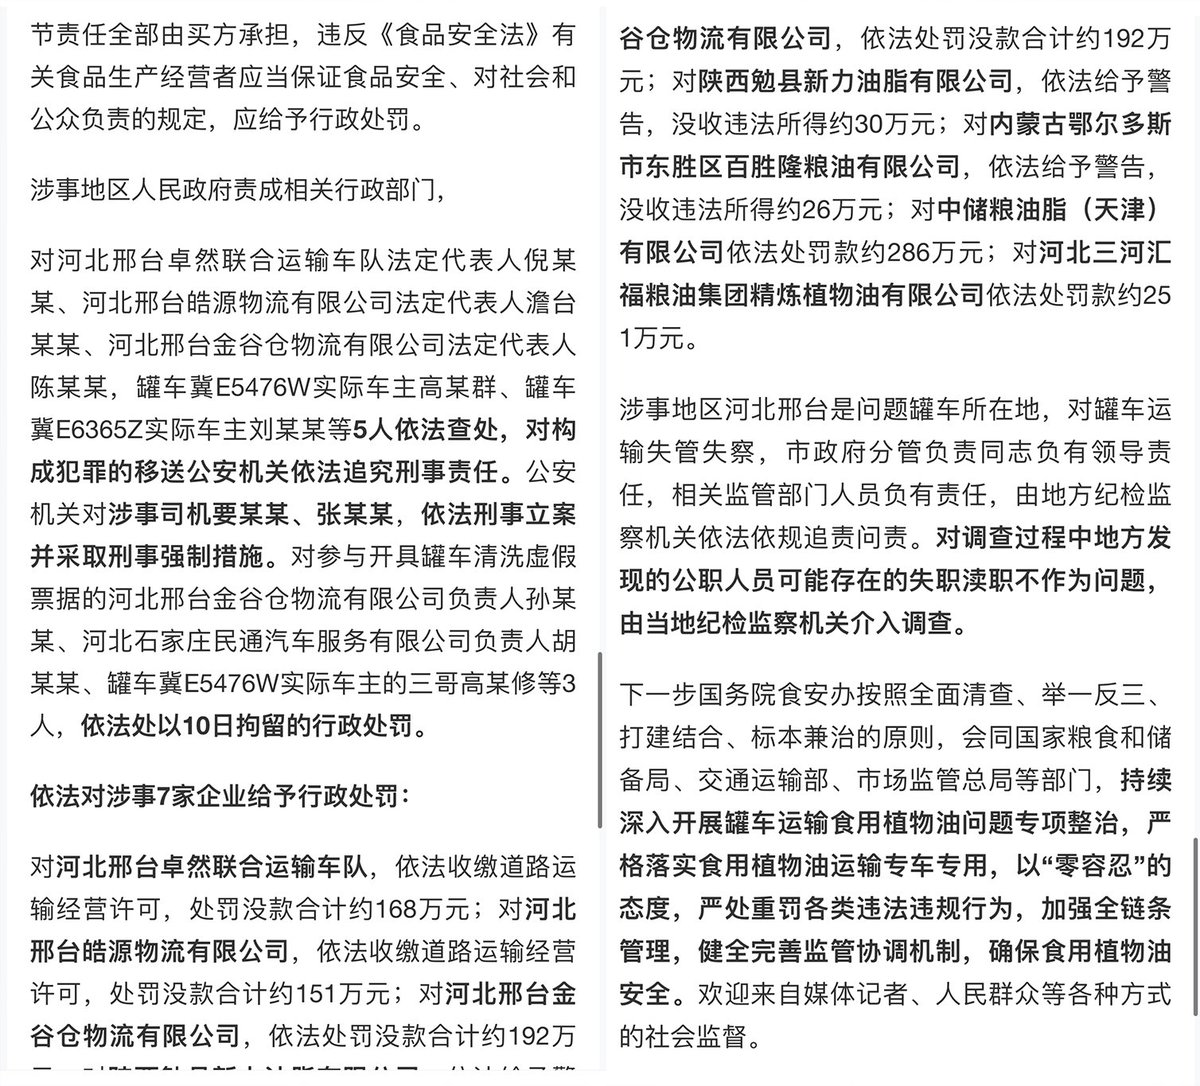 节责任全部由买方承担，违反《食品安全法》有
关食品生产经营者应当保证食品安全、对社会和
公众负责的规定，应给予行政处罚。
涉事地区人民政府责成相关行政部门，
对河北邢台卓然联合运输车队法定代表人倪某
某、河北邢台皓源物流有限公司法定代表人澹台
某某、河北邢台金谷仓物流有限公司法定代表人
陈某某，罐车冀E5476W实际车主高某群、罐车
冀E6365Z实际车主刘某某等5人依法查处，对构
成犯罪的移送公安机关依法追究刑事责任。公安
机关对涉事司机要某某、张某某，依法刑事立案
并采取刑事强制措施。对参与开具罐车清洗虚假
票据的河北邢台金谷仓物流有限公司负责人孙某
某、河北石家庄民通汽车服务有限公司负责人胡
某某、罐车冀E5476W实际车主的三哥高某修等3
人，依法处以10日拘留的行政处罚。
依法对涉事7家企业给予行政处罚：
对河北邢台卓然联合运输车队，依法收缴道路运
输经营许可，处罚没款合计约168万元；对河北
邢台皓源物流有限公司，依法收缴道路运输经营
许可，处罚没款合计约151万元；对河北邢台金
谷仓物流有限公司，依法处罚没款合计约192万
谷仓物流有限公司，依法处罚没款合计约192万
元；对陕西勉县新力油脂有限公司，依法给予警
告，没收违法所得约30万元；对内蒙古鄂尔多斯
市东胜区百胜隆粮油有限公司，依法给予警告，
没收违法所得约26万元；对中储粮油脂（天津）
有限公司依法处罚款约286万元；对河北三河汇
福粮油集团精炼植物油有限公司依法处罚款约25
1万元。
涉事地区河北邢台是问题罐车所在地，对罐车运
输失管失察，市政府分管负责同志负有领导责
任，相关监管部门人员负有责任，由地方纪检监
察机关依法依规追责问责。对调查过程中地方发
现的公职人员可能存在的失职渎职不作为问题，
由当地纪检监察机关介入调查。
下一步国务院食安办按照全面清查、举一反三、
打建结合、标本兼治的原则，会同国家粮食和储
备局、交通运输部、市场监管总局等部门，持续
深入开展罐车运输食用植物油问题专项整治，严
格落实食用植物油运输专车专用，以“零容忍”的
态度，严处重罚各类违法违规行为，加强全链条
管理，健全完善监管协调机制，确保食用植物油
安全。欢迎来自媒体记者、人民群众等各种方式
的社会监督。